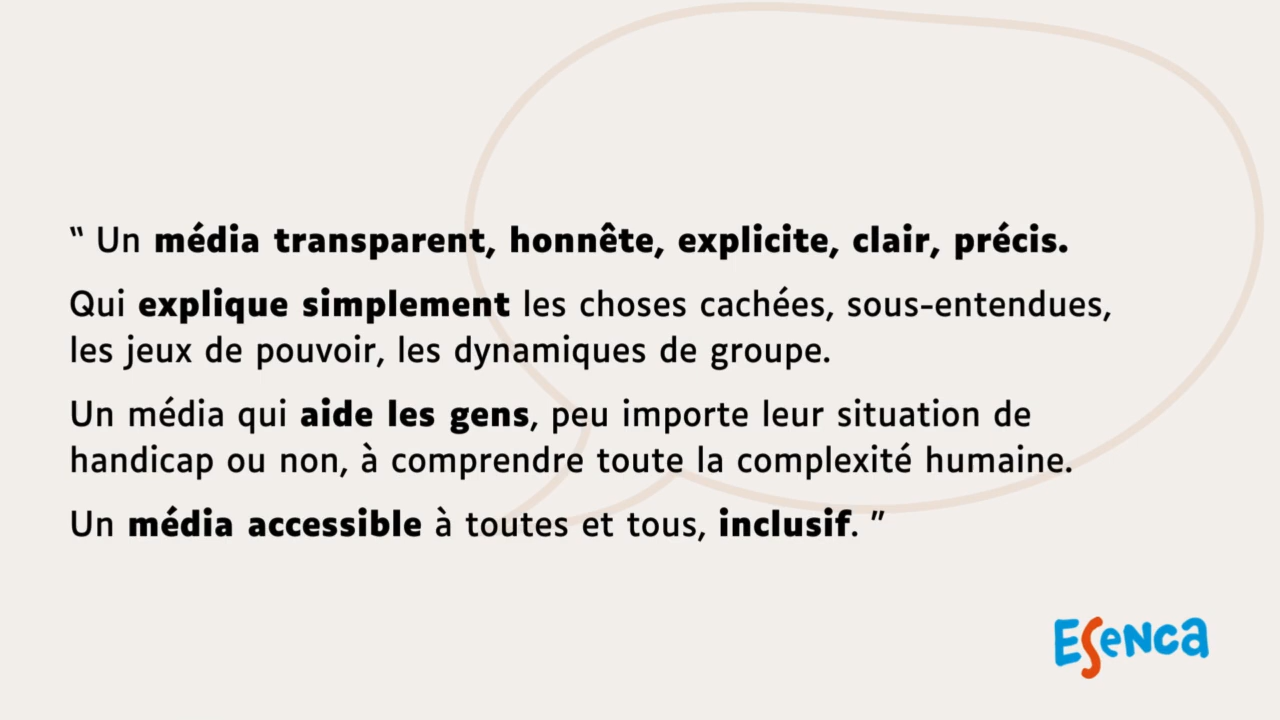 “ Un média transparent, honnête, explicite, clair, précis.
Qui explique simplement les choses cachées, sous-entendues,
les jeux de pouvoir, les dynamiques de groupe.
Un média qui aide les gens, peu importe leur situation de
handicap ou non, à comprendre toute la complexité humaine.
Un média accessible à toutes et tous, inclusif. ”
Esenca